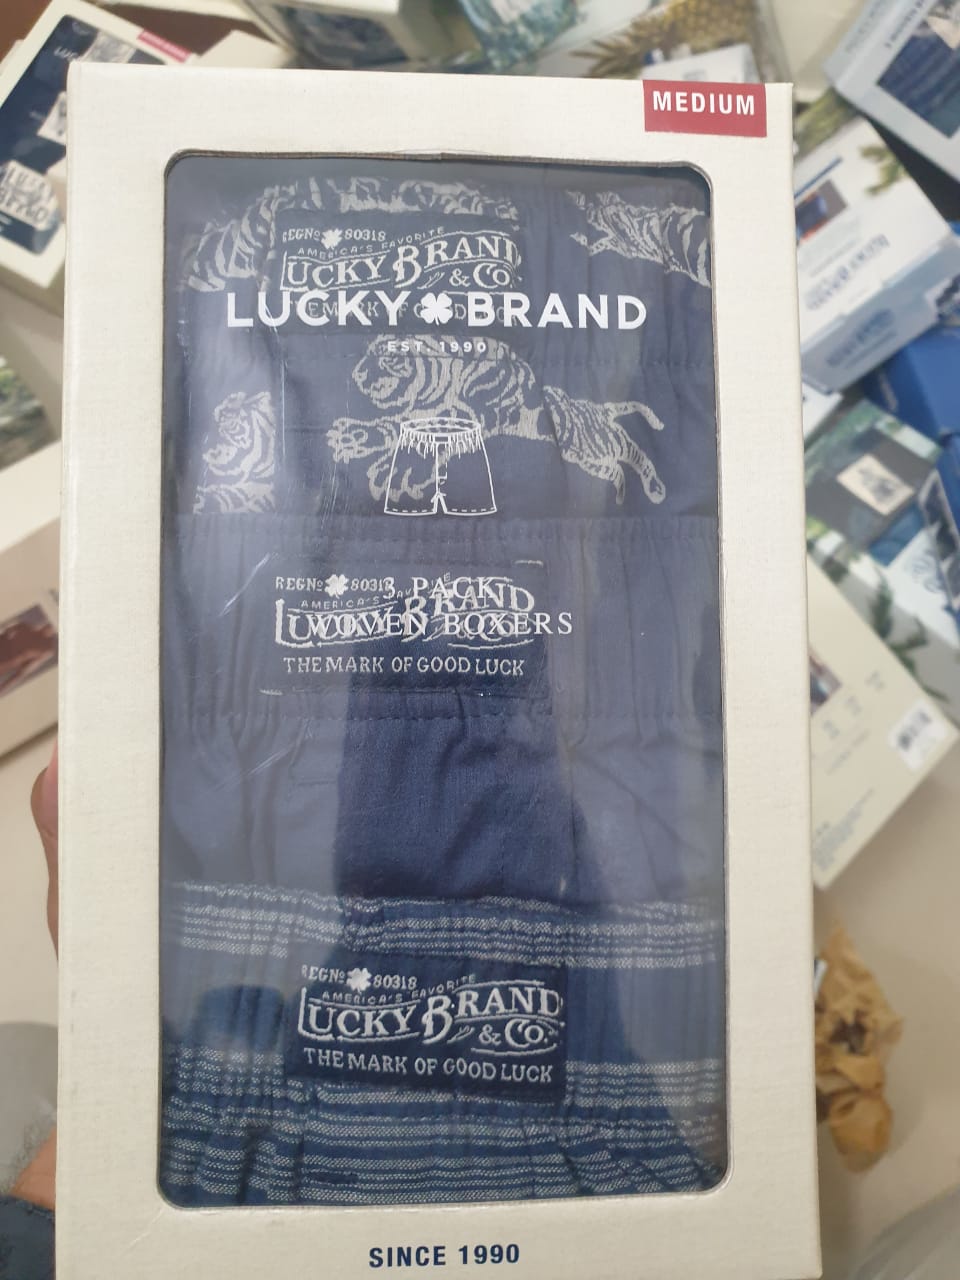 MEDIUM
REGNo 80318
AMERICA'S FAVORITE
LUCKY BRAND
& Co.
LUCKY BRAND
EST. 1990
REGNo 80318
AMERICA'S
LUCKY BRAND
3 PACK
WOVEN BOXERS
THE MARK OF GOOD LUCK
REGNo 80318
AMERICA'S FAVORITE
LUCKY BRAND
& Co.
THE MARK OF GOOD LUCK
SINCE 1990